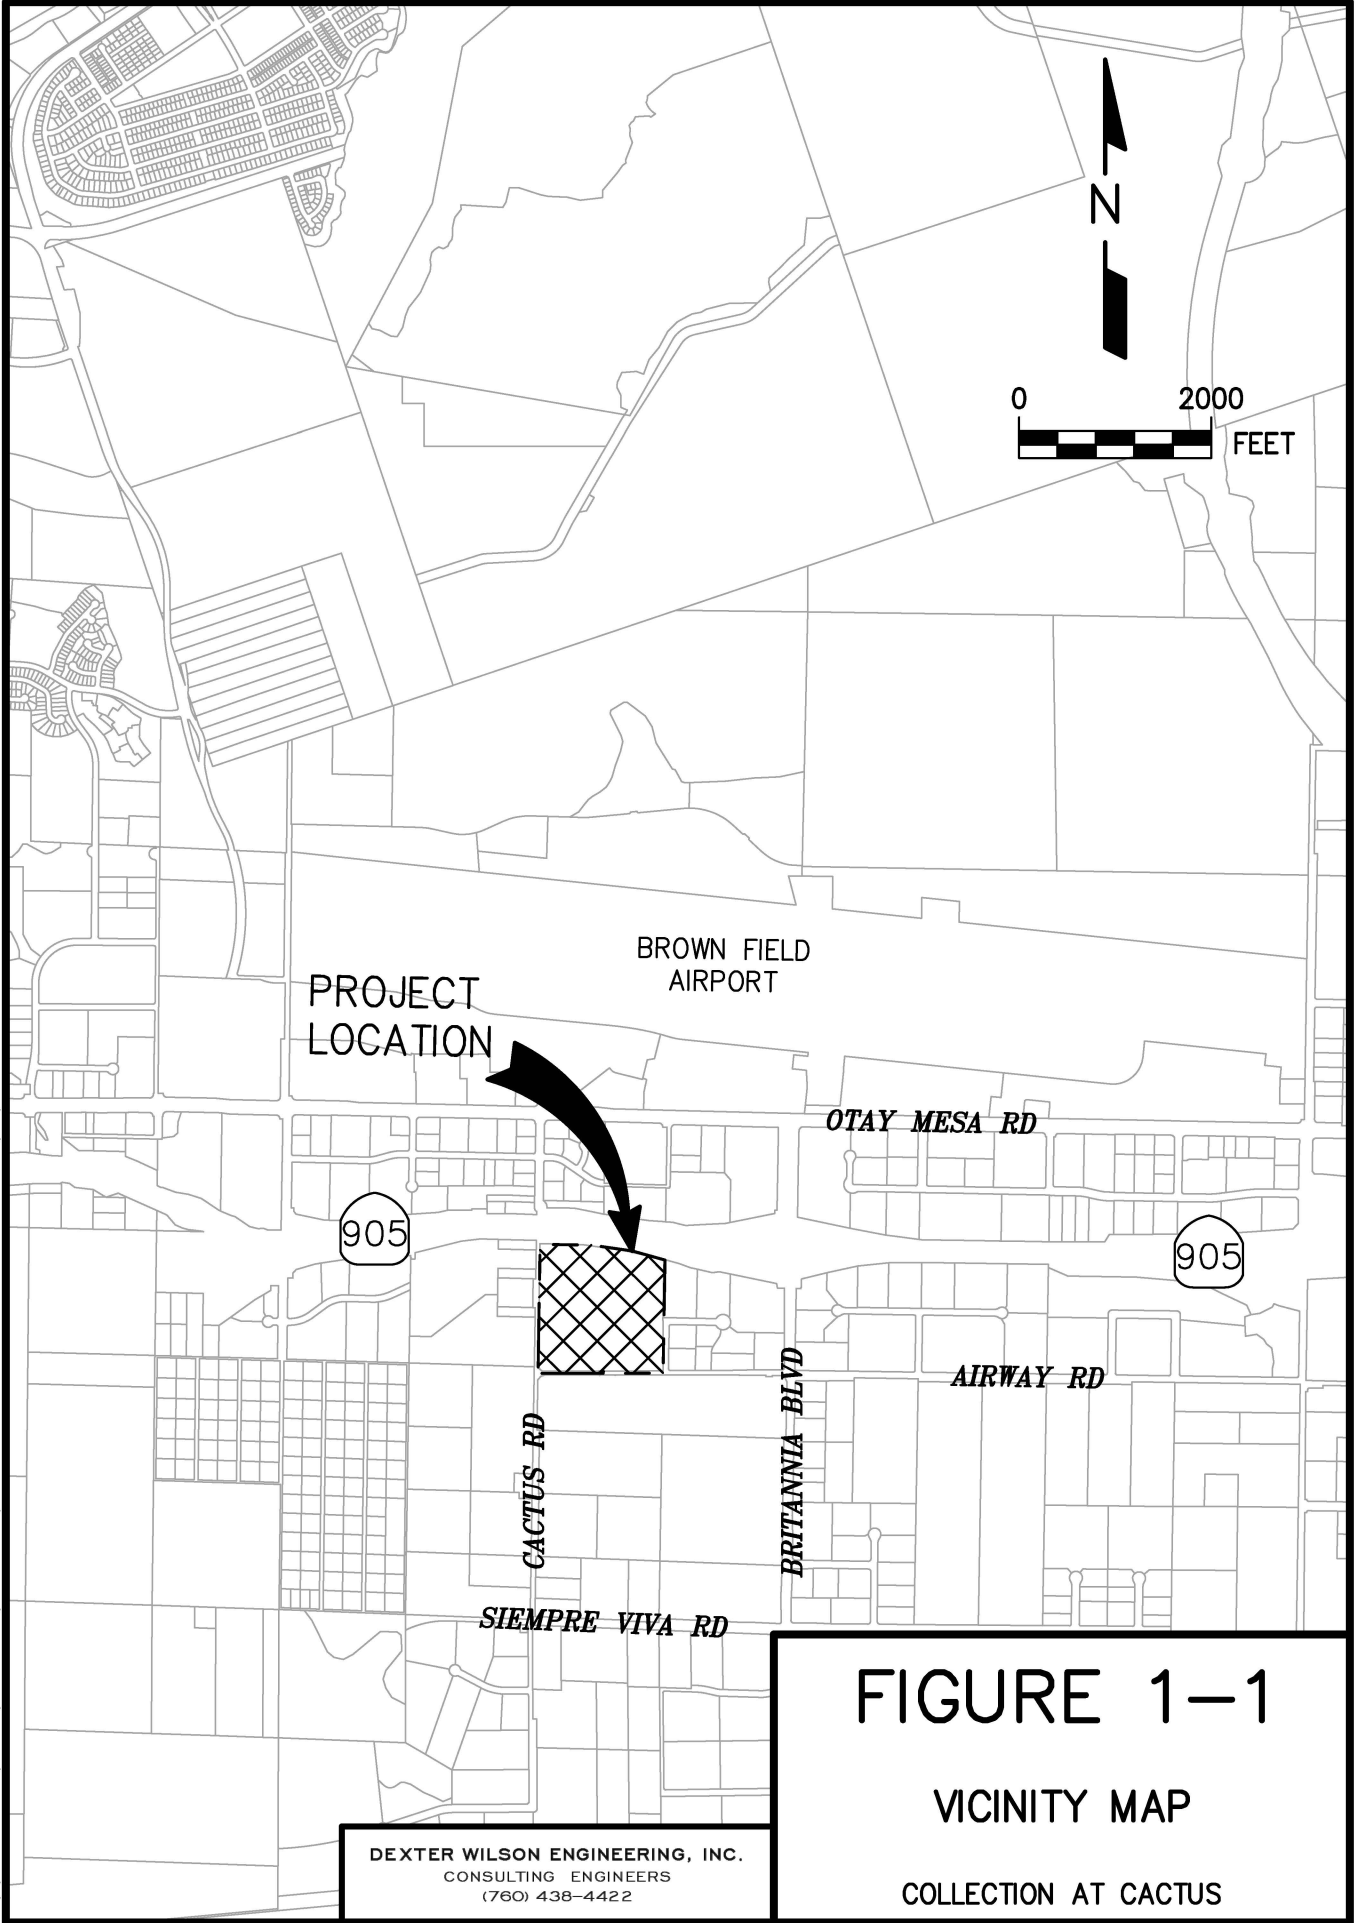 N
0 2000
FEET
BROWN FIELD
AIRPORT
PROJECT
LOCATION
OTAY MESA RD
905
905
AIRWAY RD
BRITANNIA BLVD
CACTUS RD
SIEMPRE VIVA RD
FIGURE 1-1
VICINITY MAP
COLLECTION AT CACTUS
DEXTER WILSON ENGINEERING, INC.
CONSULTING ENGINEERS
(760) 438-4422